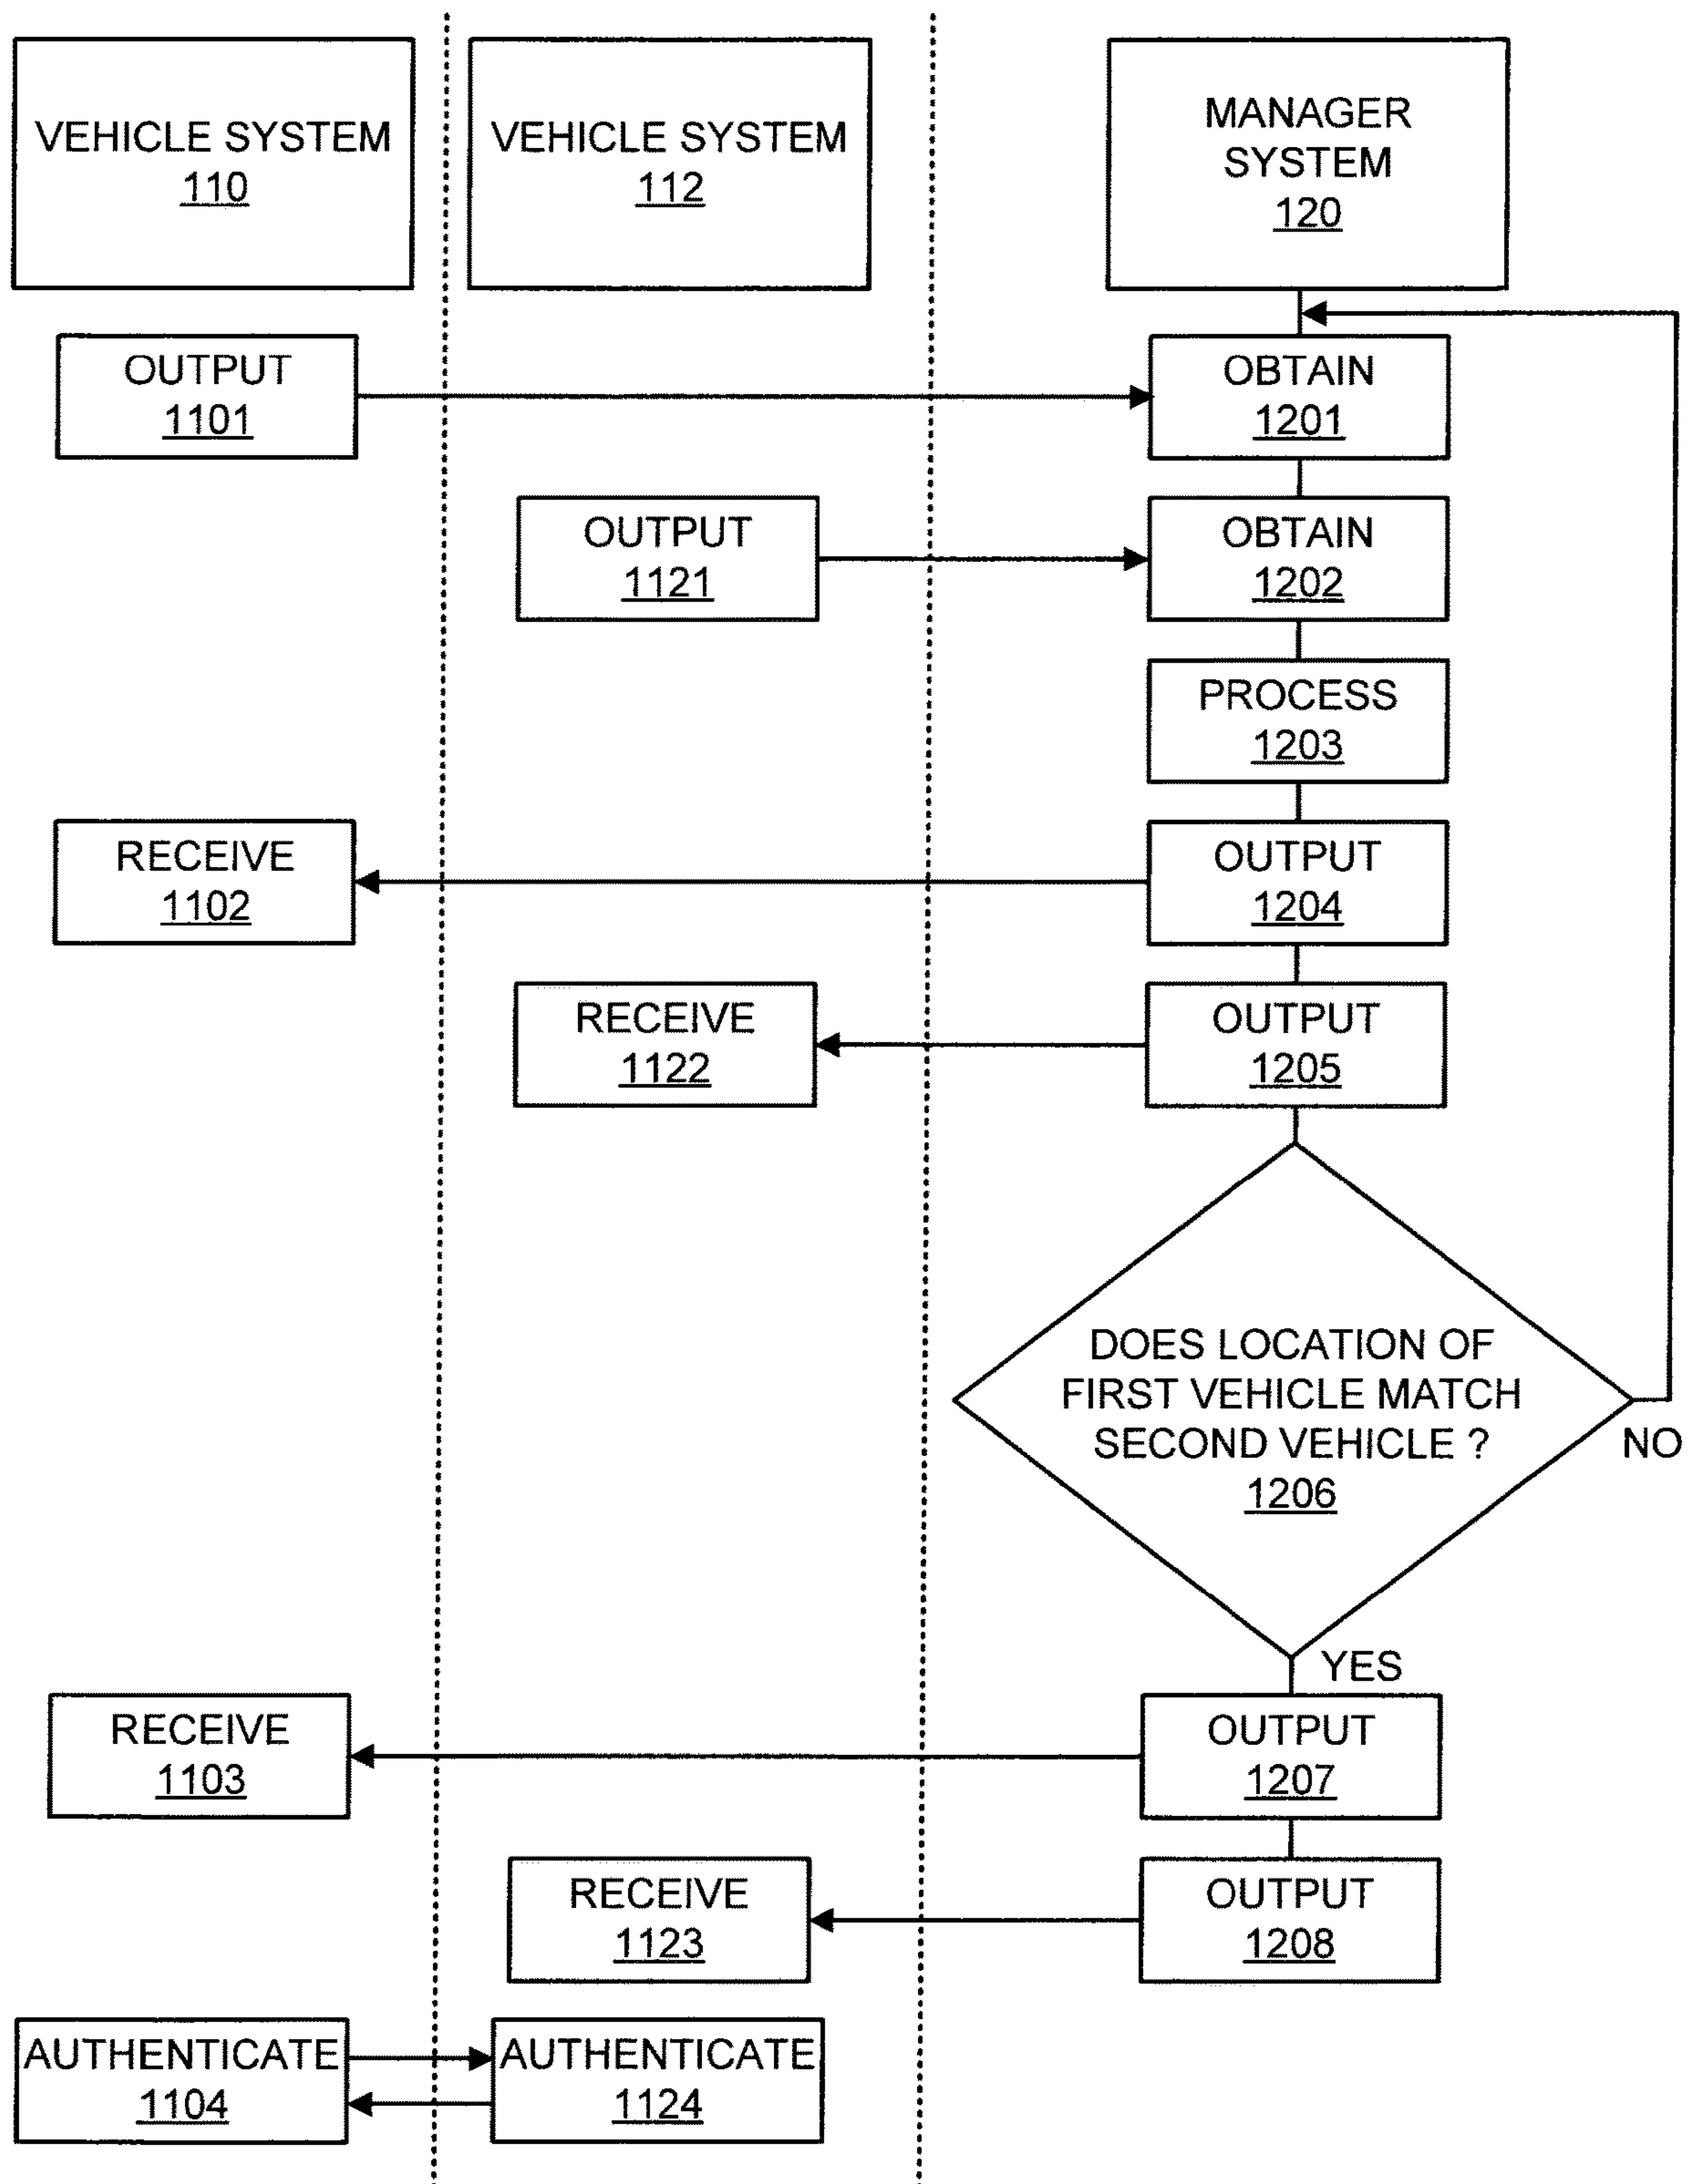 VEHICLE SYSTEM
110
VEHICLE SYSTEM
112
MANAGER
SYSTEM
120
OUTPUT
1101
OBTAIN
1201
OUTPUT
1121
OBTAIN
1202
PROCESS
1203
RECEIVE
1102
OUTPUT
1204
RECEIVE
1122
OUTPUT
1205
DOES LOCATION OF
FIRST VEHICLE MATCH
SECOND VEHICLE ?
1206
NO
YES
RECEIVE
1103
OUTPUT
1207
RECEIVE
1123
OUTPUT
1208
AUTHENTICATE
1104
AUTHENTICATE
1124